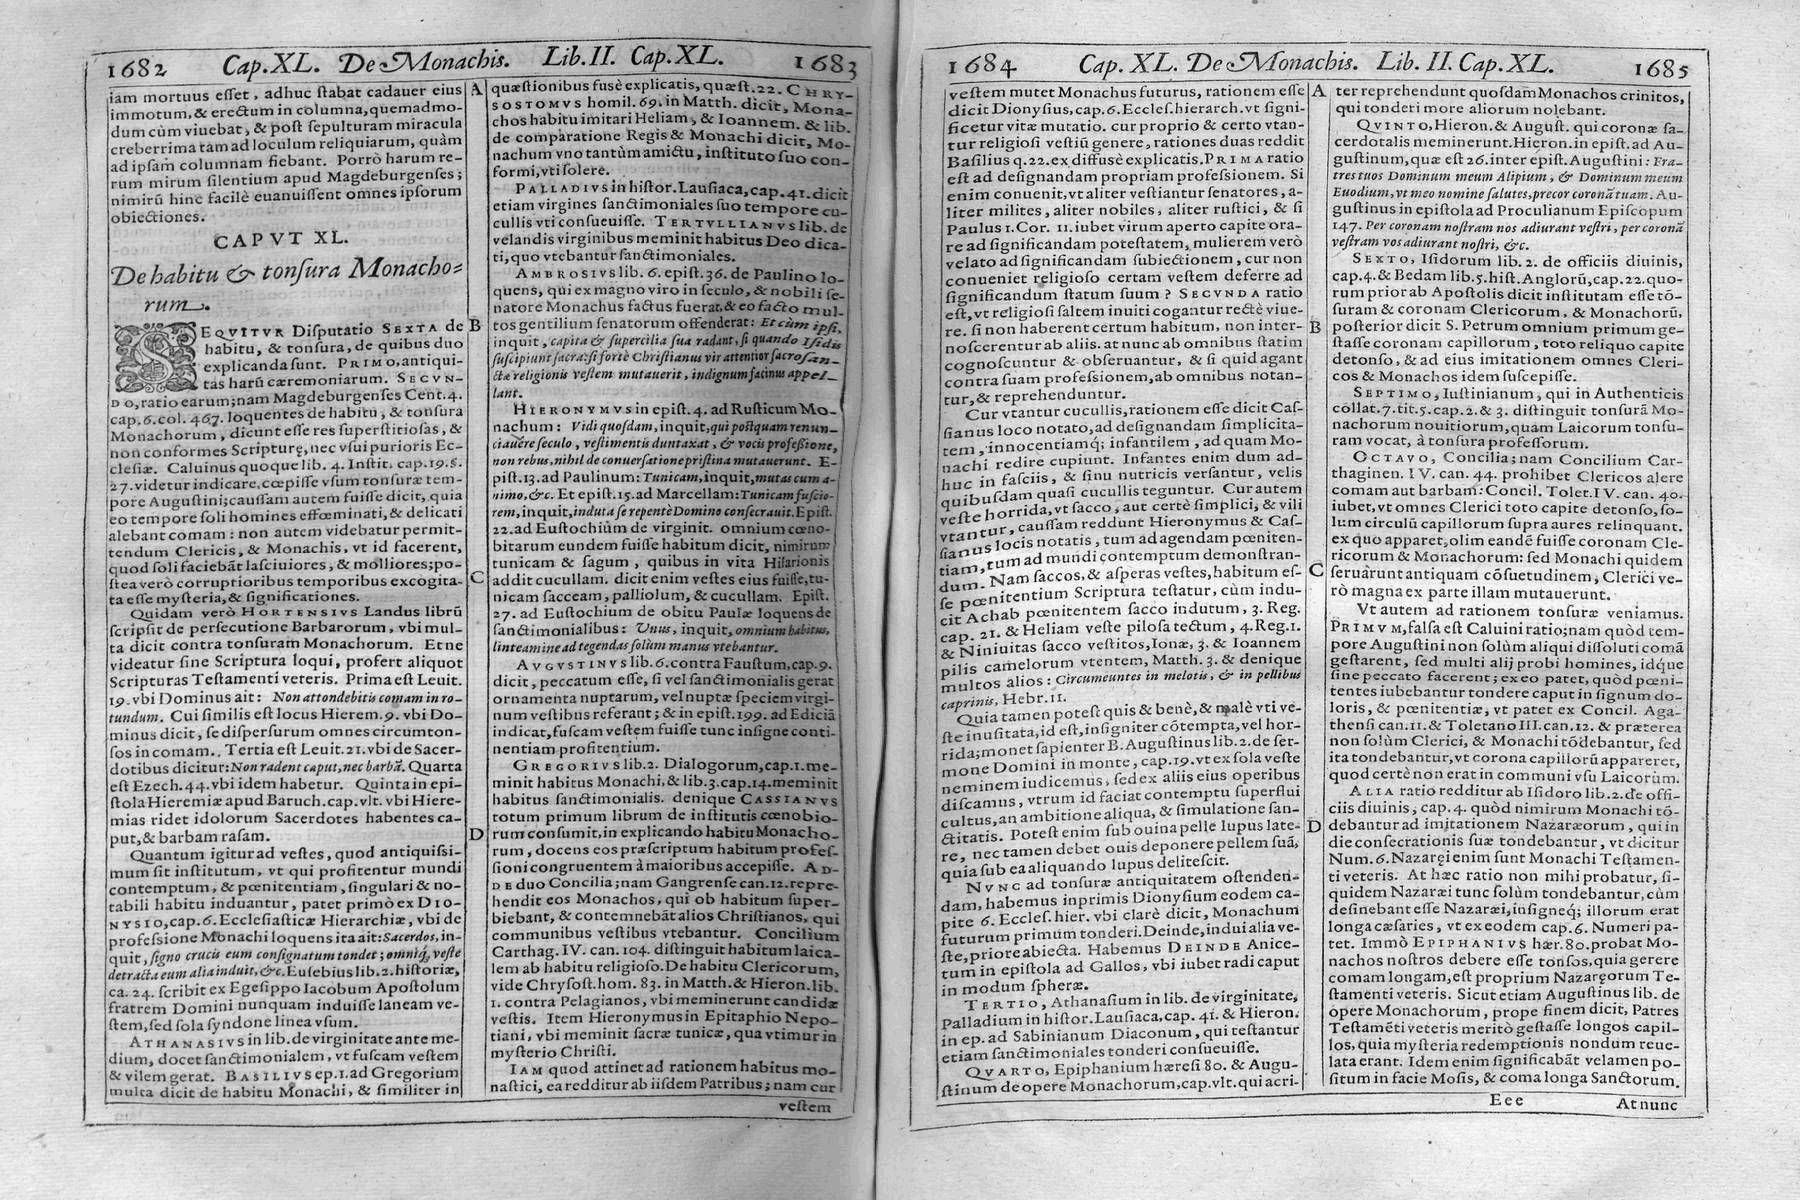 1682 Cap. XL. De Monachis. Lib. II. Cap. XL. 1683
iam mortuus esset, adhuc stabat cadauer eius
immotum, & erectum in columna, quemadmo-
dum cùm viuebat, & post sepulturam miracula
creberrima tam ad loculum reliquiarum, quàm
ad ipsam columnam fiebant. Porrò harum re-
rum mirum silentium apud Magdeburgenses;
nimirũ hinc facilè euanuissent omnes ipsorum
obiectiones.
CAPVT XL.
De habitu & tonsura Monacho-
rum.
SEQVITVR Disputatio SEXTA de
habitu, & tonsura, de quibus duo
explicanda sunt. PRIMO, antiqui-
tas harũ cæremoniarum. SECVN-
DO, ratio earum; nam Magdeburgenses Cent. 4.
cap. 6. col. 467. loquentes de habitu, & tonsura
Monachorum, dicunt esse res superstitiosas, &
non conformes Scripturę, nec vsui purioris Ec-
clesiæ. Caluinus quoque lib. 4. Instit. cap. 19. §.
27. videtur indicare, cœpisse vsum tonsuræ tem-
pore Augustini; caussam autem fuisse dicit, quia
eo tempore soli homines effœminati, & delicati
alebant comam: non autem videbatur permit-
tendum Clericis, & Monachis, vt id facerent,
quod soli faciebãt lasciuiores, & molliores; po-
stea verò corruptioribus temporibus excogita-
ta esse mysteria, & significationes.
Quidam verò HORTENSIVS Landus librũ
scripsit de persecutione Barbarorum, vbi mul-
ta dicit contra tonsuram Monachorum. Et ne
videatur sine Scriptura loqui, profert aliquot
Scripturas Testamenti veteris. Prima est Leuit.
19. vbi Dominus ait: Non attondebitis comam in ro-
tundum. Cui similis est locus Hierem. 9. vbi Do-
minus dicit, se dispersurum omnes circumton-
sos in comam. Tertia est Leuit. 21. vbi de Sacer-
dotibus dicitur: Non radent caput, nec barbã. Quarta
est Ezech. 44. vbi idem habetur. Quinta in epi-
stola Hieremiæ apud Baruch. cap. vlt. vbi Hiere-
mias ridet idolorum Sacerdotes habentes ca-
put, & barbam rasam.
Quantum igitur ad vestes, quod antiquissi-
mum sit institutum, vt qui profitentur mundi
contemptum, & pœnitentiam, singulari & no-
tabili habitu induantur, patet primò ex DIO-
NYSIO, cap. 6. Ecclesiasticæ Hierarchiæ, vbi de
professione Monachi loquens ita ait: Sacerdos, in-
quit, signo crucis eum consignatum tondet; omniq́, veste
detracta eum alia induit, &c. Eusebius lib. 2. historiæ,
ca. 24. scribit ex Egesippo Iacobum Apostolum
fratrem Domini nunquam induisse laneam ve-
stem, sed sola syndone linea vsum.
ATHANASIVS in lib. de virginitate ante me-
dium, docet sanctimonialem, vt fuscam vestem
& vilem gerat. BASILIVS ep. 1. ad Gregorium
multa dicit de habitu Monachi, & similiter in
A
B
C
D
quæstionibus fusè explicatis, quæst. 22. CHRY-
SOSTOMVS homil. 69. in Matth. dicit, Mona-
chos habitu imitari Heliam, & Ioannem. & lib.
de comparatione Regis & Monachi dicit, Mo-
nachum vno tantùm amictu, instituto suo con-
formi, vti solere.
PALLADIVS in histor. Lausiaca, cap. 41. dicit
etiam virgines sanctimoniales suo tempore cu-
cullis vti consueuisse. TERTVLLIANVS lib. de
velandis virginibus meminit habitus Deo dica-
ti, quo vtebantur sanctimoniales.
AMBROSIVS lib. 6. epist. 36. de Paulino lo-
quens, qui ex magno viro in seculo, & nobili se-
natore Monachus factus fuerat, & eo facto mul-
tos gentilium senatorum offenderat: Et cùm ipsi,
inquit, capita & supercilia sua radant, si quando Isidis
suscipiunt sacra: si fortè Christianus vir attentior sacrosan-
ctæ religionis vestem mutauerit, indignum facinus appel-
lant.
HIERONYMVS in epist. 4. ad Rusticum Mo-
nachum: Vidi quosdam, inquit, qui postquam renun-
ciauêre seculo, vestimentis duntaxat, & vocis professione,
non rebus, nihil de conuersatione pristina mutauerunt. E-
pist. 13. ad Paulinum: Tunicam, inquit, mutas cum a-
nimo, &c. Et epist. 15. ad Marcellam: Tunicam fuscio-
rem, inquit, induta se repentè Domino consecrauit. Epist.
22. ad Eustochiũm de virginit. omnium cœno-
bitarum eundem fuisse habitum dicit, nimirum
tunicam & sagum, quibus in vita Hilarionis
addit cucullam. dicit enim vestes eius fuisse, tu-
nicam sacceam, palliolum, & cucullam. Epist.
27. ad Eustochium de obitu Paulæ loquens de
sanctimonialibus: Unus, inquit, omnium habitus,
linteamine ad tegendas solùm manus vtebantur.
AVGVSTINVS lib. 6. contra Faustum, cap. 9.
dicit, peccatum esse, si vel sanctimonialis gerat
ornamenta nuptarum, vel nuptæ speciem virgi-
num vestibus referant; & in epist. 199. ad Ediciã
indicat, fuscam vestem fuisse tunc insigne conti-
nentiam profitentium.
GREGORIVS lib. 2. Dialogorum, cap. 1. me-
minit habitus Monachi, & lib. 3. cap. 14. meminit
habitus sanctimonialis. denique CASSIANVS
totum primum librum de institutis cœnobio-
rum consumit, in explicando habitu Monacho-
rum, docens eos præscriptum habitum profes-
sioni congruentem à maioribus accepisse. AD-
DE duo Concilia; nam Gangrense can. 12. repre-
hendit eos Monachos, qui ob habitum super-
biebant, & contemnebãt alios Christianos, qui
communibus vestibus vtebantur. Concilium
Carthag. IV. can. 104. distinguit habitum laica-
lem ab habitu religioso. De habitu Clericorum,
vide Chrysost. hom. 83. in Matth. & Hieron. lib.
1. contra Pelagianos, vbi meminerunt candidæ
vestis. Item Hieronymus in Epitaphio Nepo-
tiani, vbi meminit sacræ tunicæ, qua vtimur in
mysterio Christi.
IAM quod attinet ad rationem habitus mo-
nastici, ea redditur ab iisdem Patribus; nam cur
vestem
1684 Cap. XL. De Monachis. Lib. II. Cap. XL. 1685
vestem mutet Monachus futurus, rationem esse
dicit Dionysius, cap. 6. Eccles. hierarch. vt signi-
ficetur vitæ mutatio. cur proprio & certo vtan-
tur religiosi vestiũ genere, rationes duas reddit
Basilius q. 22. ex diffusè explicatis. PRIMA ratio
est ad designandam propriam professionem. Si
enim conuenit, vt aliter vestiantur senatores, a-
liter milites, aliter nobiles, aliter rustici, & si
Paulus 1. Cor. 11. iubet virum aperto capite ora-
re ad significandam potestatem, mulierem verò
velato ad significandam subiectionem, cur non
conueniet religioso certam vestem deferre ad
significandum statum suum? SECVNDA ratio
est, vt religiosi saltem inuiti cogantur rectè viue-
re. si non haberent certum habitum, non inter-
noscerentur ab aliis. at nunc ab omnibus statim
cognoscuntur & obseruantur, & si quid agant
contra suam professionem, ab omnibus notan-
tur, & reprehenduntur.
Cur vtantur cucullis, rationem esse dicit Cas-
sianus loco notato, ad designandam simplicita-
tem, innocentiamq́; infantilem, ad quam Mo-
nachi redire cupiunt. Infantes enim dum ad-
huc in fasciis, & sinu nutricis versantur, velis
quibusdam quasi cucullis teguntur. Cur autem
veste horrida, vt sacco, aut certè simplici, & vili
vtantur, caussam reddunt Hieronymus & Cas-
sianus locis notatis, tum ad agendam pœniten-
tiam, tum ad mundi contemptum demonstran-
dum. Nam saccos, & asperas vestes, habitum es-
se pœnitentium Scriptura testatur, cùm indu-
cit Achab pœnitentem sacco indutum, 3. Reg.
cap. 21. & Heliam veste pilosa tectum, 4. Reg. 1.
& Niniuitas sacco vestitos, Ionæ, 3. & Ioannem
pilis camelorum vtentem, Matth. 3. & denique
multos alios: Circumeuntes in melotis, & in pellibus
caprinis, Hebr. 11.
Quia tamen potest quis & benè, & malè vti ve-
ste inusitata, id est, insigniter cõtempta, vel hor-
rida; monet sapienter B. Augustinus lib. 2. de ser-
mone Domini in monte, cap. 19. vt ex sola veste
neminem iudicemus, sed ex aliis eius operibus
discamus, vtrum id faciat contemptu superflui
cultus, an ambitione aliqua, & simulatione san-
ctitatis. Potest enim sub ouina pelle lupus late-
re, nec tamen debet ouis deponere pellem suã,
quia sub ea aliquando lupus delitescit.
NVNC ad tonsuræ antiquitatem ostenden-
dam, habemus inprimis Dionysium eodem ca-
pite 6. Eccles. hier. vbi clarè dicit, Monachum
futurum primum tonderi. Deinde, indui alia ve-
ste, priore abiecta. Habemus DEINDE Anice-
tum in epistola ad Gallos, vbi iubet radi caput
in modum spheræ.
TERTIO, Athanasium in lib. de virginitate,
Palladium in histor. Lausiaca, cap. 41. & Hieron.
in ep. ad Sabinianum Diaconum, qui testantur
etiam sanctimoniales tonderi consueuisse.
QVARTO, Epiphanium hæresi 80. & Augu-
stinum de opere Monachorum, cap. vlt. qui acri-
A
B
C
D
ter reprehendunt quosdam Monachos crinitos,
qui tonderi more aliorum nolebant.
QVINTO, Hieron. & August. qui coronæ sa-
cerdotalis meminerunt. Hieron. in epist. ad Au-
gustinum, quæ est 26. inter epist. Augustini: Fra-
tres tuos Dominum meum Alipium, & Dominum meum
Euodium, vt meo nomine salutes, precor coronã tuam. Au-
gustinus in epistola ad Proculianum Episcopum
147. Per coronam nostram nos adiurant vestri, per coronã
vestram vos adiurant nostri, &c.
SEXTO, Isidorum lib. 2. de officiis diuinis,
cap. 4. & Bedam lib. 5. hist. Anglorũ, cap. 22. quo-
rum prior ab Apostolis dicit institutam esse tõ-
suram & coronam Clericorum, & Monachorũ,
posterior dicit S. Petrum omnium primum ge-
stasse coronam capillorum, toto reliquo capite
detonso, & ad eius imitationem omnes Cleri-
cos & Monachos idem suscepisse.
SEPTIMO, Iustinianum, qui in Authenticis
collat. 7. tit. 5. cap. 2. & 3. distinguit tonsurã Mo-
nachorum nouitiorum, quam Laicorum tonsu-
ram vocat, à tonsura professorum.
OCTAVO, Concilia; nam Concilium Car-
thaginen. IV. can. 44. prohibet Clericos alere
comam aut barbam: Concil. Tolet. IV. can. 40.
iubet, vt omnes Clerici toto capite detonso, so-
lum circulũ capillorum supra aures relinquant.
ex quo apparet, olim eandẽ fuisse coronam Cle-
ricorum & Monachorum: sed Monachi quidem
seruârunt antiquam cõsuetudinem, Clerici ve-
rò magna ex parte illam mutauerunt.
Vt autem ad rationem tonsuræ veniamus.
PRIMVM, falsa est Caluini ratio; nam quòd tem-
pore Augustini non solùm aliqui dissoluti comã
gestarent, sed multi alij probi homines, idq́ue
sine peccato facerent; ex eo patet, quòd pœni-
tentes iubebantur tondere caput in signum do-
loris, & pœnitentiæ, vt patet ex Concil. Aga-
thensi can. 11. & Toletano III. can. 12. & præterea
non solùm Clerici, & Monachi tõdebantur, sed
ita tondebantur, vt corona capillorũ appareret,
quod certè non erat in communi vsu Laicorum.
ALIA ratio redditur ab Isidoro lib. 2. de offi-
ciis diuinis, cap. 4. quòd nimirum Monachi tõ-
debantur ad imitationem Nazaræorum, qui in
die consecrationis suæ tondebantur, vt dicitur
Num. 6. Nazaręi enim sunt Monachi Testamen-
ti veteris. At hæc ratio non mihi probatur, si-
quidem Nazaræi tunc solùm tondebantur, cùm
desinebant esse Nazaræi, insigneq́; illorum erat
longa cæsaries, vt ex eodem cap. 6. Numeri pa-
tet. Immò EPIPHANIVS hær. 80. probat Mo-
nachos nostros debere esse tonsos, quia gerere
comam longam, est proprium Nazaręorum Te-
stamenti veteris. Sicut etiam Augustinus lib. de
opere Monachorum, prope finem dicit, Patres
Testamẽti veteris meritò gestasse longos capil-
los, quia mysteria redemptionis nondum reue-
lata erant. Idem enim significabãt velamen po-
situm in facie Mosis, & coma longa Sanctorum.
Eee At nunc